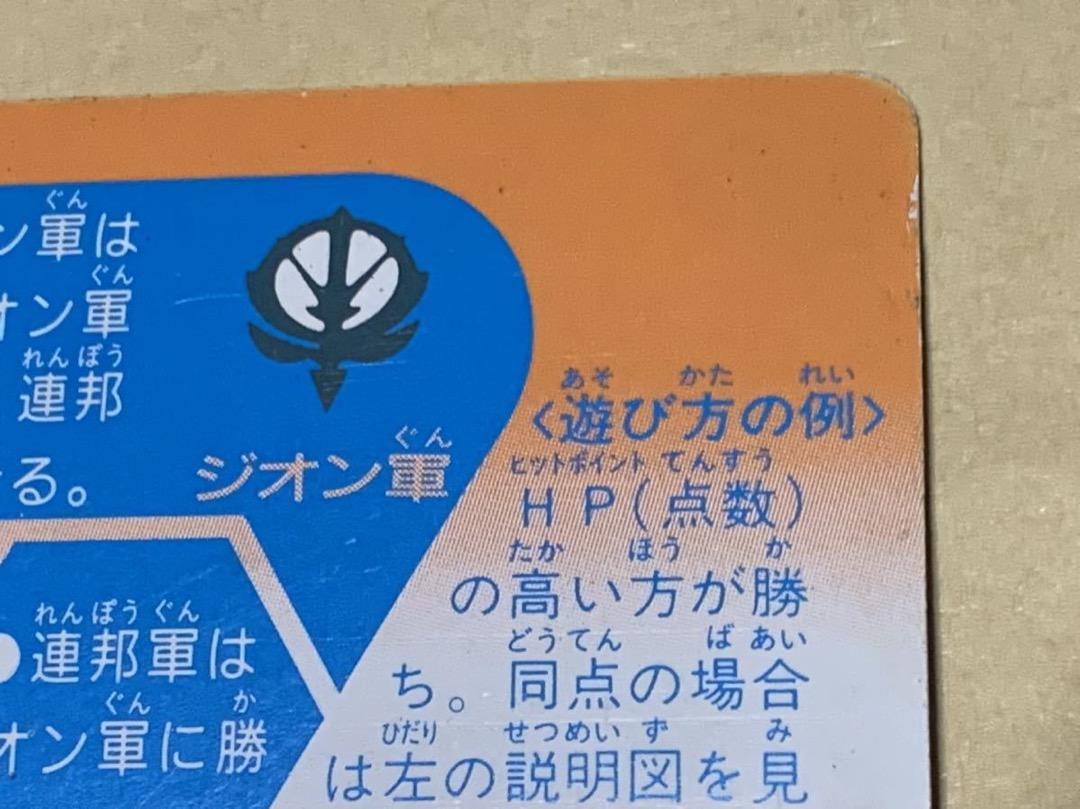 ン軍は
オン軍
連邦
る。
ジオン軍
●連邦軍は
オン軍に勝
〈遊び方の例〉
HP(点数)
の高い方が勝
ち。同点の場合
は左の説明図を見